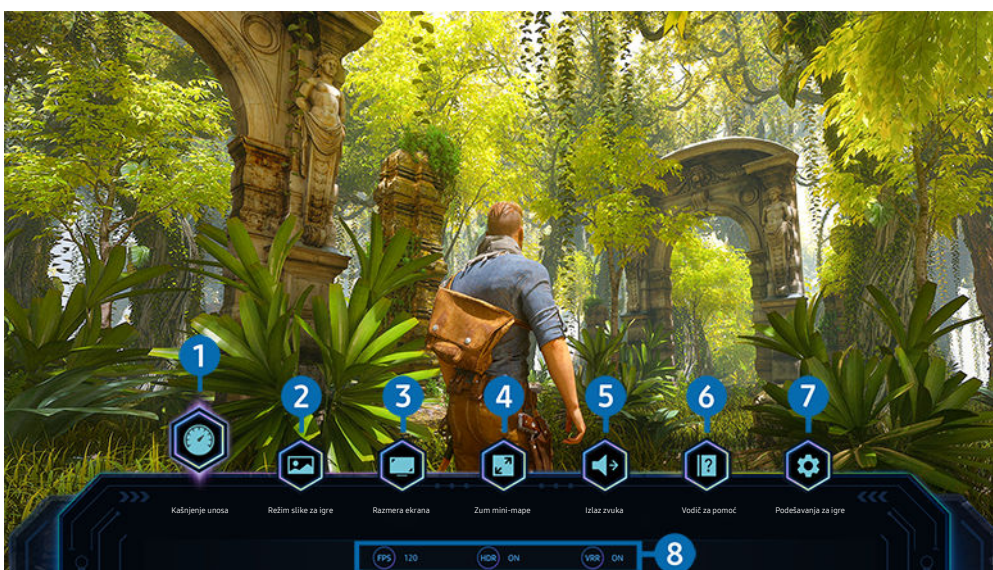 1
2
3
4
5
6
7
Kašnjenje unosa
Režim slike za igre
Razmera ekrana
Zum mini-mape
Izlaz zvuka
Vodič za pomoć
Podešavanja za igre
FPS 120 HDR ON VRR ON 8